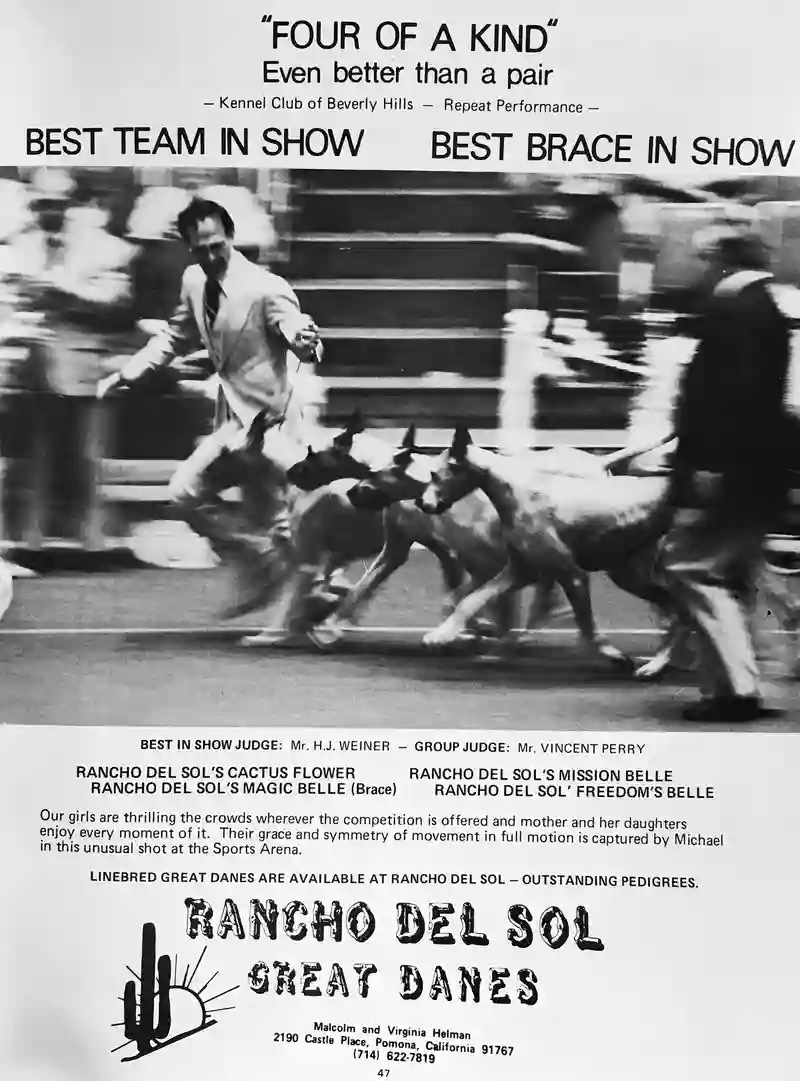 "FOUR OF A KIND"
Even better than a pair
— Kennel Club of Beverly Hills — Repeat Performance —
BEST TEAM IN SHOW BEST BRACE IN SHOW
BEST IN SHOW JUDGE: Mr. H.J. WEINER — GROUP JUDGE: Mr. VINCENT PERRY
RANCHO DEL SOL'S CACTUS FLOWER RANCHO DEL SOL'S MISSION BELLE
RANCHO DEL SOL'S MAGIC BELLE (Brace) RANCHO DEL SOL' FREEDOM'S BELLE
Our girls are thrilling the crowds wherever the competition is offered and mother and her daughters
enjoy every moment of it. Their grace and symmetry of movement in full motion is captured by Michael
in this unusual shot at the Sports Arena.
LINEBRED GREAT DANES ARE AVAILABLE AT RANCHO DEL SOL — OUTSTANDING PEDIGREES.
RANCHO DEL SOL
GREAT DANES
Malcolm and Virginia Helman
2190 Castle Place, Pomona, California 91767
(714) 622-7819
47